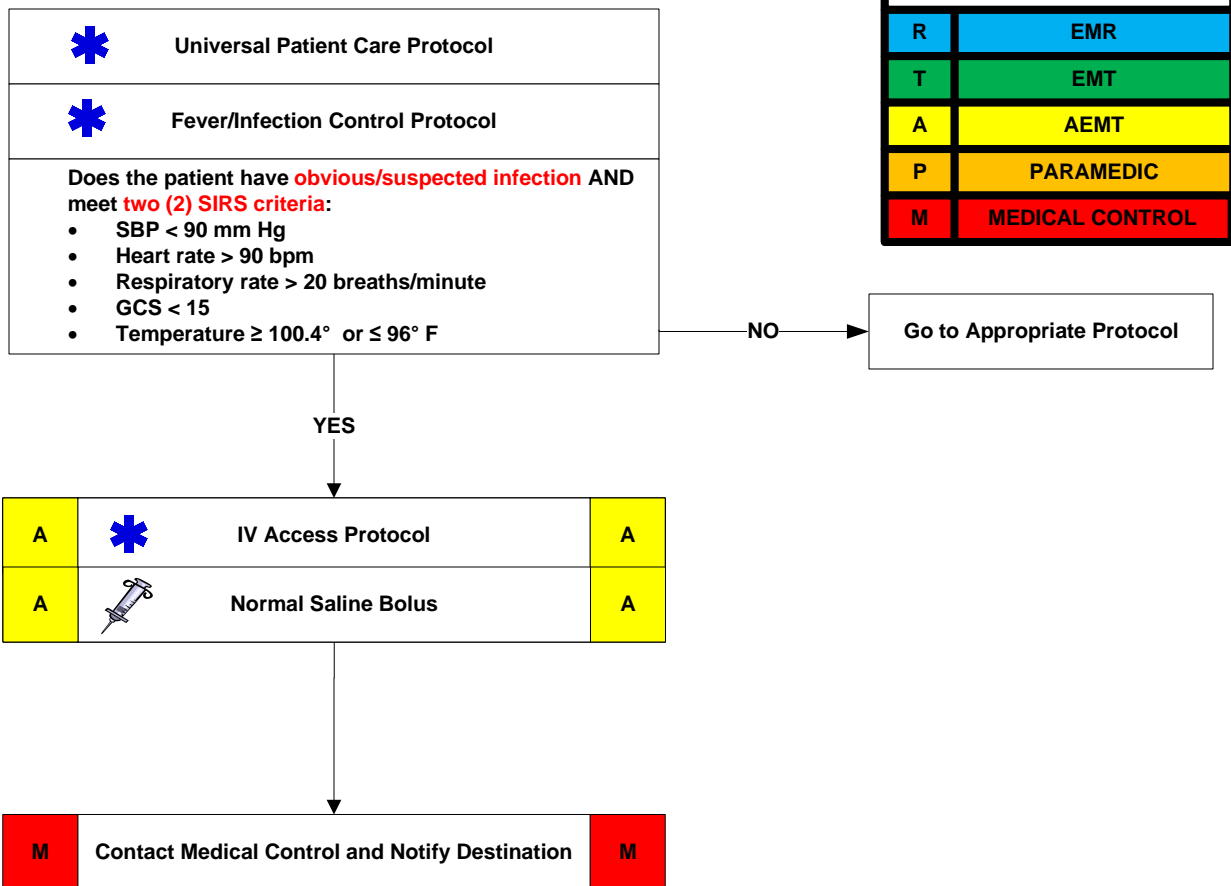 Universal Patient Care Protocol
Fever/Infection Control Protocol
Does the patient have obvious/suspected infection AND
meet two (2) SIRS criteria:
• SBP < 90 mm Hg
• Heart rate > 90 bpm
• Respiratory rate > 20 breaths/minute
• GCS < 15
• Temperature ≥ 100.4° or ≤ 96° F
R EMR
T EMT
A AEMT
P PARAMEDIC
M MEDICAL CONTROL
NO
Go to Appropriate Protocol
YES
A IV Access Protocol A
A Normal Saline Bolus A
M Contact Medical Control and Notify Destination M